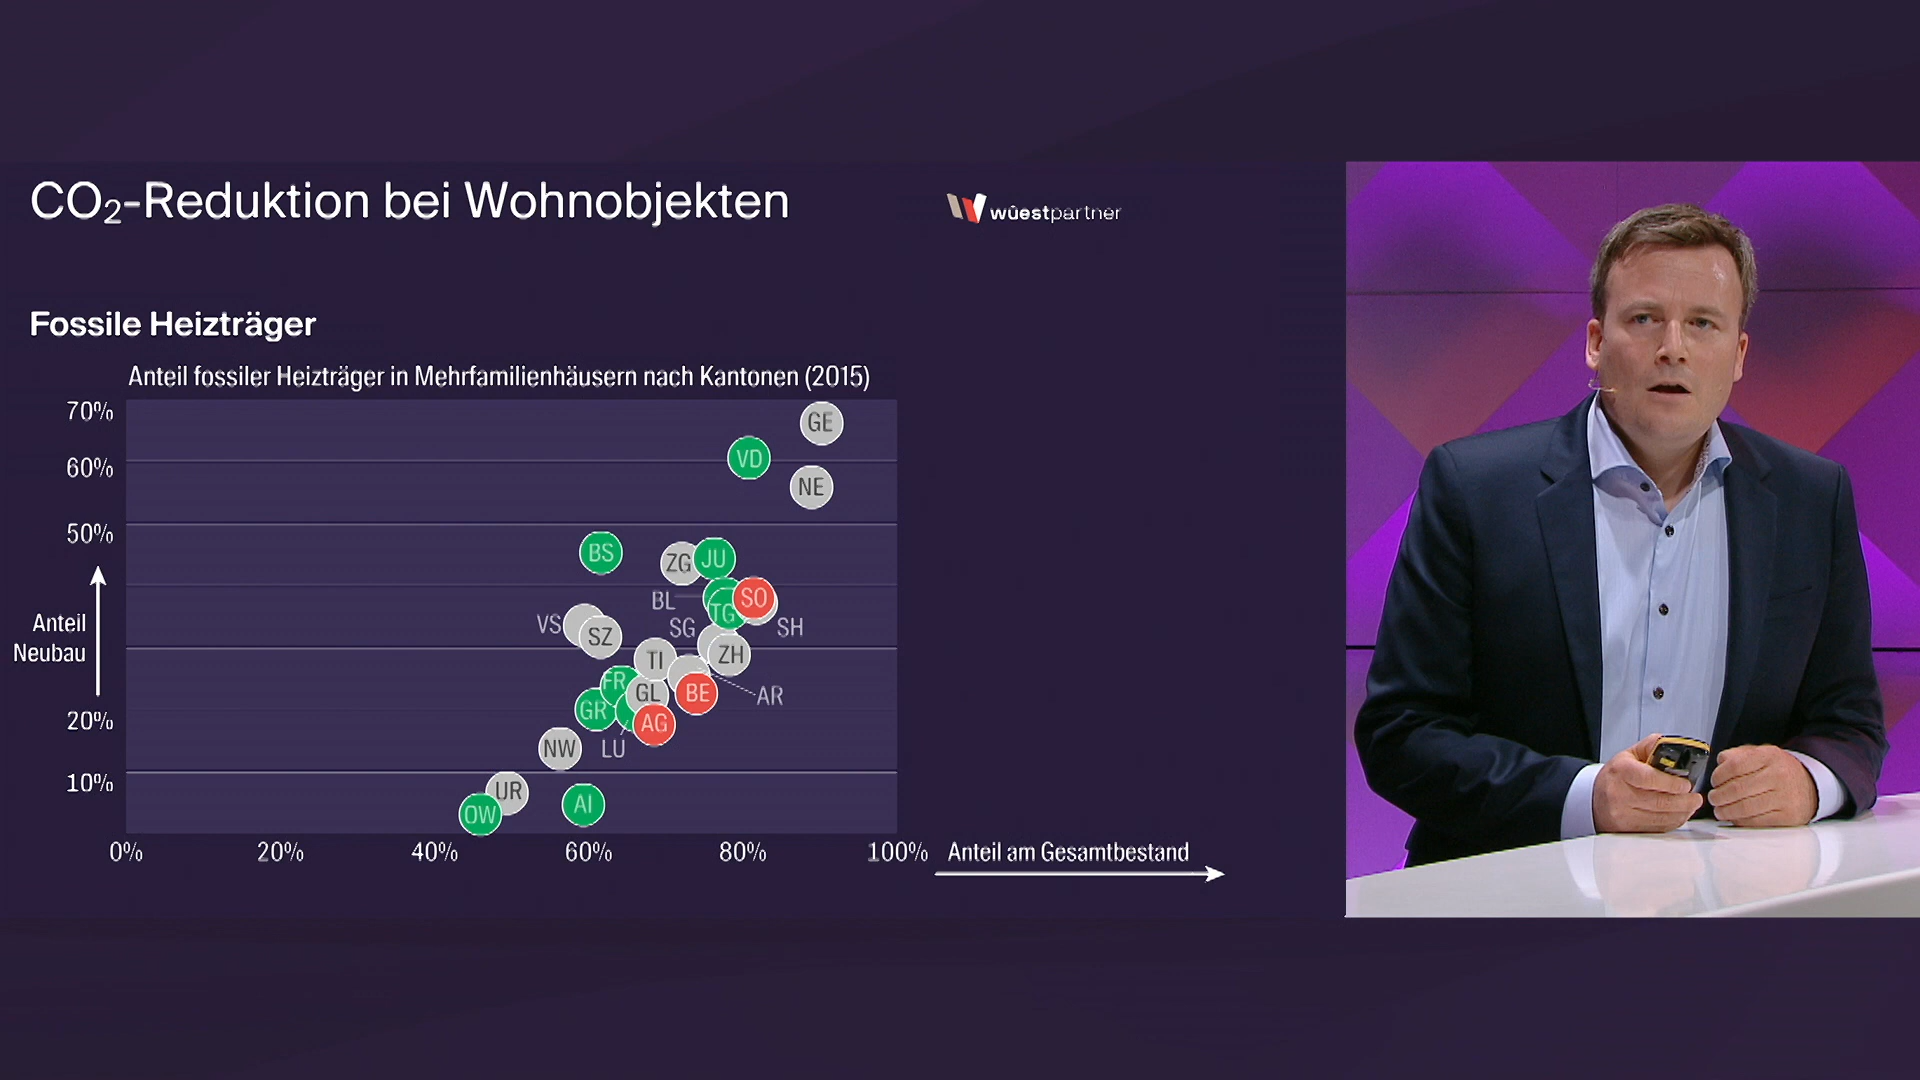 CO₂-Reduktion bei Wohnobjekten
wüestpartner
Fossile Heizträger
Anteil fossiler Heizträger in Mehrfamilienhäusern nach Kantonen (2015)
70%
GE
60%
VD
NE
50%
BS
ZG
JU
BL
TG
SO
SH
Anteil
Neubau
VS
SZ
SG
ZH
TI
AR
FR
GL
BE
GR
AG
20%
LU
NW
10%
UR
OW
AI
0%
20%
40%
60%
80%
100%
Anteil am Gesamtbestand